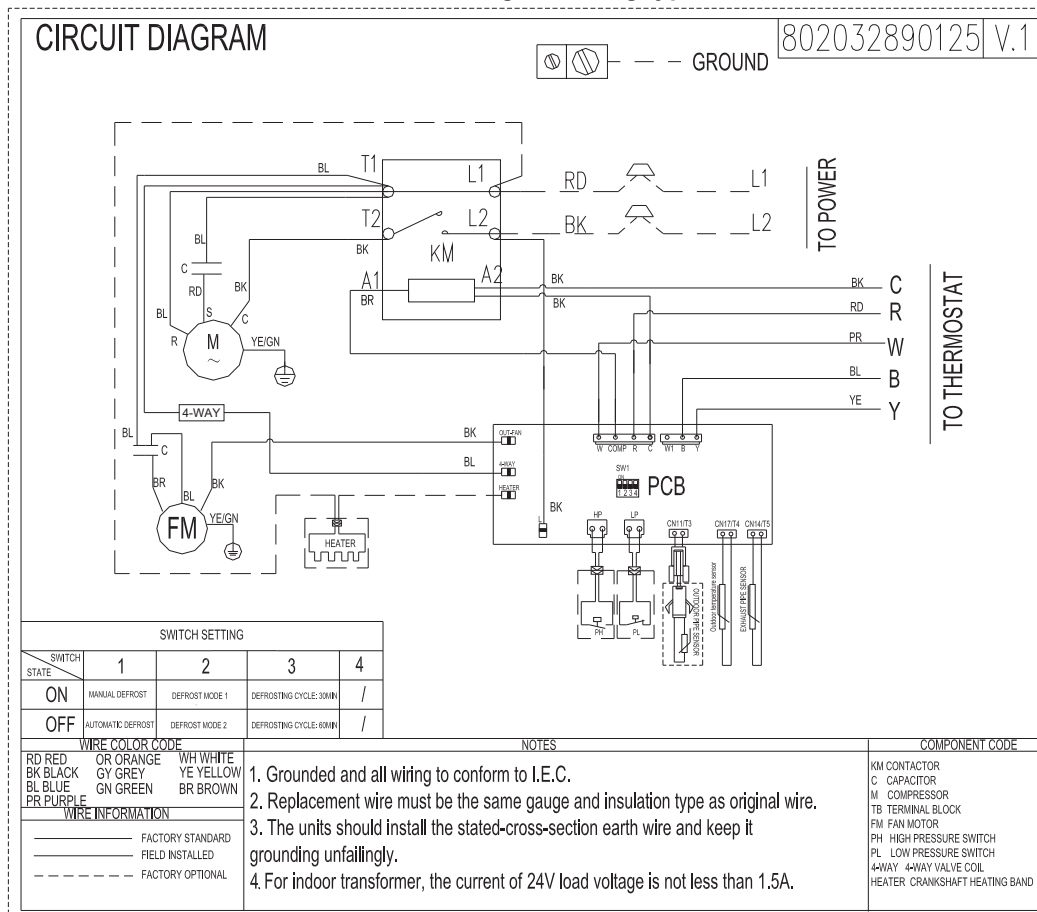 CIRCUIT DIAGRAM
802032890125 V.1
GROUND
T1
L1
BL
RD
L1
T2
L2
BK
L2
BK
KM
TO POWER
BL
C
RD
BK
A1
A2
BR
BK
BK
BK C
RD R
PR W
BL B
YE Y
TO THERMOSTAT
BL
R
S
C
M
~
YE/GN
4-WAY
BL
C
BR
BL
BK
FM
YE/GN
HEATER
BK
BL
OUT-FAN
4-WAY
HEATER
W COMP R C
W1 B Y
SW1
ON
1 2 3 4
PCB
BK
L
HP
LP
CN11/T3
CN17/T4
CN14/T5
PH
PL
OUTDOOR PIPE SENSOR
Outdoor temperature sensor
EXHAUST PIPE SENSOR
SWITCH SETTING
SWITCH
STATE
1 2 3 4
ON MANUAL DEFROST DEFROST MODE 1 DEFROSTING CYCLE: 30MIN /
OFF AUTOMATIC DEFROST DEFROST MODE 2 DEFROSTING CYCLE: 60MIN /
WIRE COLOR CODE
RD RED OR ORANGE WH WHITE
BK BLACK GY GREY YE YELLOW
BL BLUE GN GREEN BR BROWN
PR PURPLE
WIRE INFORMATION
FACTORY STANDARD
FIELD INSTALLED
FACTORY OPTIONAL
NOTES
1. Grounded and all wiring to conform to I.E.C.
2. Replacement wire must be the same gauge and insulation type as original wire.
3. The units should install the stated-cross-section earth wire and keep it
grounding unfailingly.
4. For indoor transformer, the current of 24V load voltage is not less than 1.5A.
COMPONENT CODE
KM CONTACTOR
C CAPACITOR
M COMPRESSOR
TB TERMINAL BLOCK
FM FAN MOTOR
PH HIGH PRESSURE SWITCH
PL LOW PRESSURE SWITCH
4-WAY 4-WAY VALVE COIL
HEATER CRANKSHAFT HEATING BAND